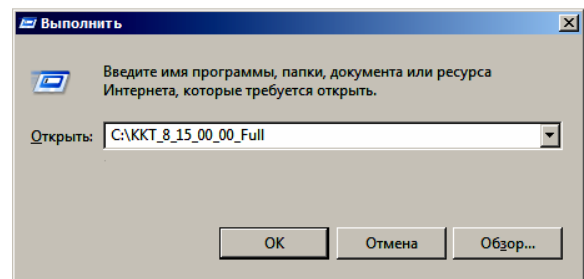 Выполнить
Введите имя программы, папки, документа или ресурса
Интернета, которые требуется открыть.
Открыть: C:\KKT_8_15_00_00_Full
OK Отмена Обзор...